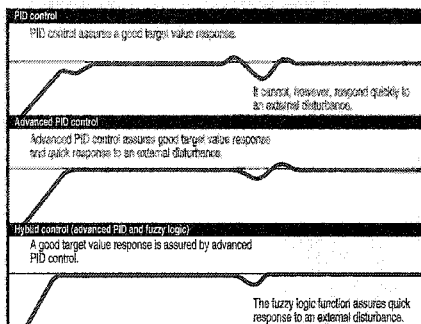 PID control
PID control assures a good target value response.
It cannot, however, respond quickly to
an external disturbance.
Advanced PID control
Advanced PID control assures good target value response
and quick response to an external disturbance.
Hybrid control (advanced PID and fuzzy logic)
A good target value response is assured by advanced
PID control.
The fuzzy logic function assures quick
response to an external disturbance.